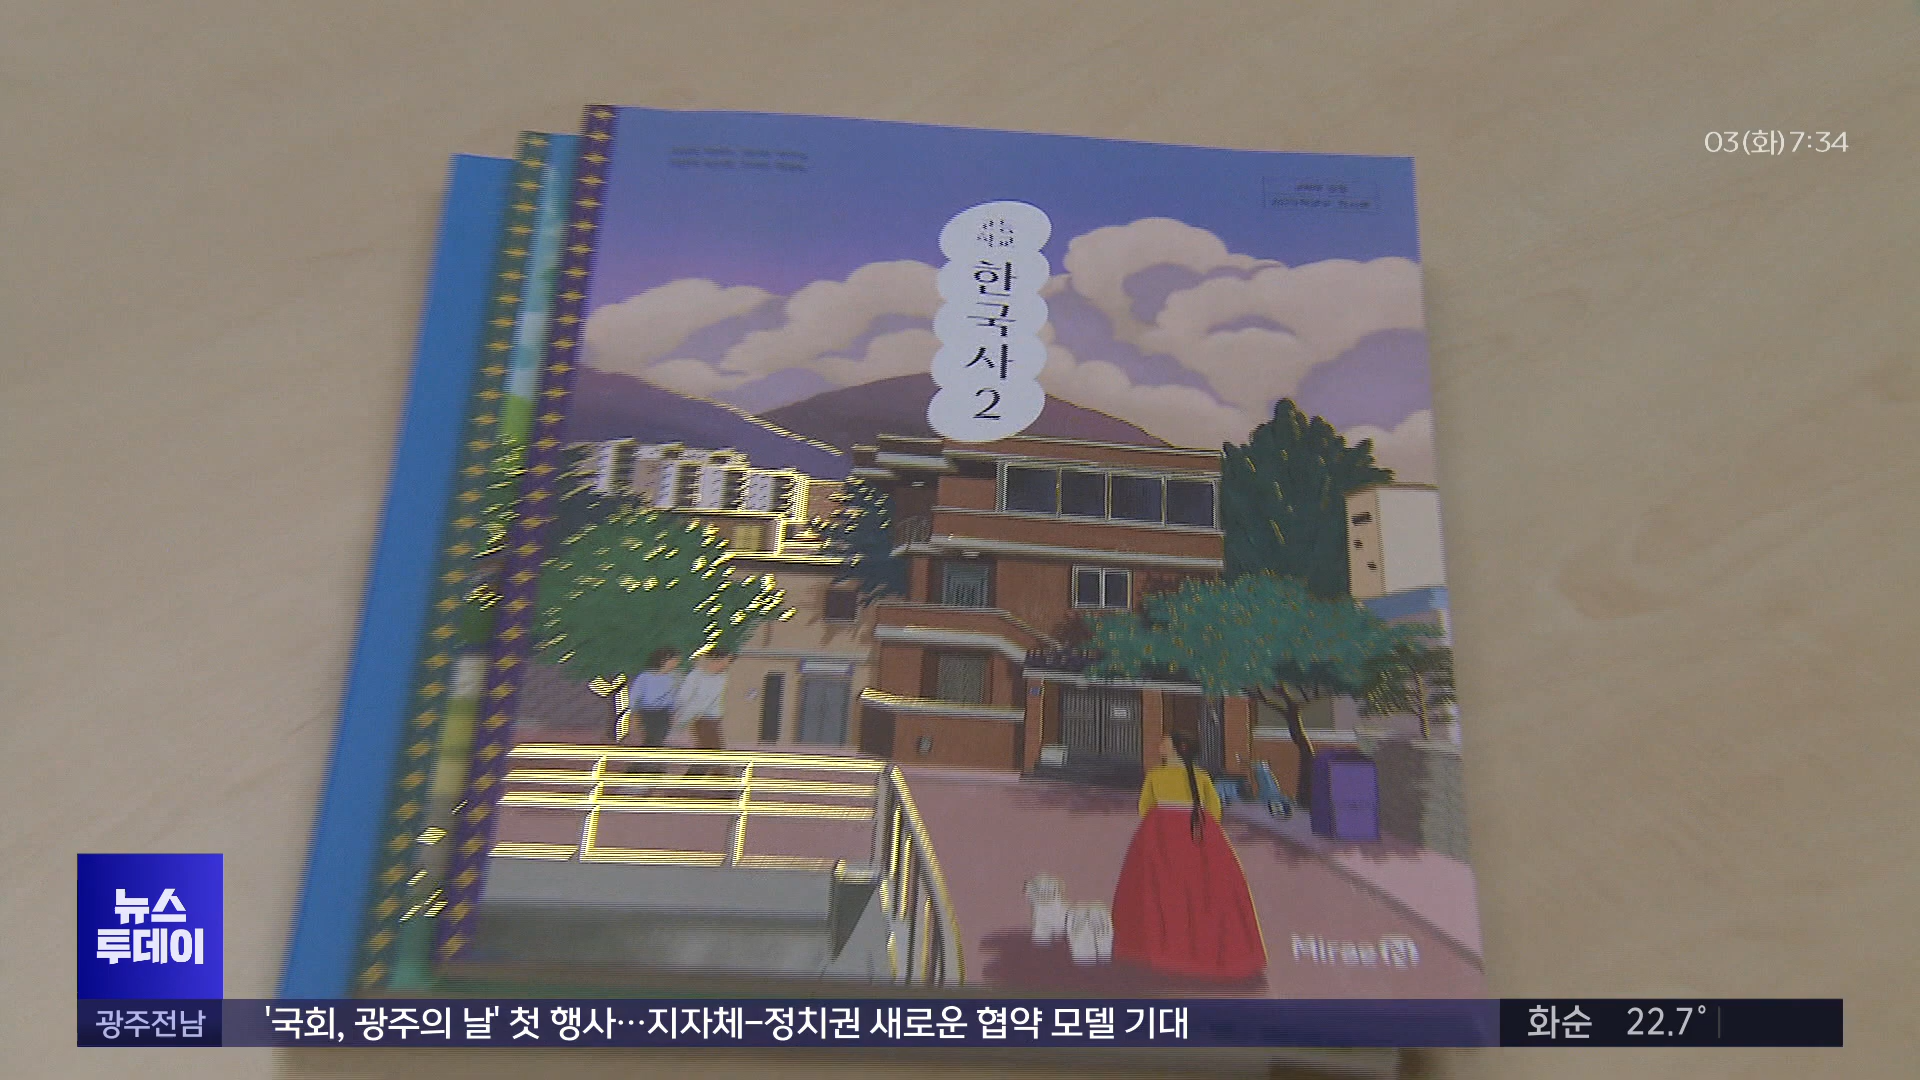 03(화) 7:34
한국사2
Mirae
뉴스
투데이
광주전남
'국회, 광주의 날' 첫 행사…지자체-정치권 새로운 협약 모델 기대
화순 22.7°